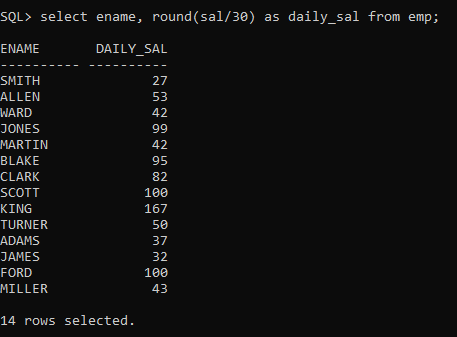 SQL> select ename, round(sal/30) as daily_sal from emp;
ENAME       DAILY_SAL
---------- ----------
SMITH              27
ALLEN              53
WARD               42
JONES              99
MARTIN             42
BLAKE              95
CLARK              82
SCOTT             100
KING              167
TURNER             50
ADAMS              37
JAMES              32
FORD              100
MILLER             43
14 rows selected.